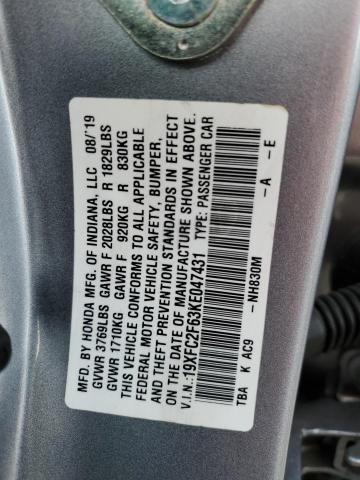 MFD. BY HONDA MFG. OF INDIANA, LLC 08/'19
GVWR 3769LBS GAWR F 2028LBS R 1829LBS
GVWR 1710KG GAWR F 920KG R 830KG
THIS VEHICLE CONFORMS TO ALL APPLICABLE
FEDERAL MOTOR VEHICLE SAFETY, BUMPER,
AND THEFT PREVENTION STANDARDS IN EFFECT
ON THE DATE OF MANUFACTURE SHOWN ABOVE.
V.I.N.:19XFC2F63KE047431 TYPE: PASSENGER CAR
TBA K AC9 -NH830M -A -E